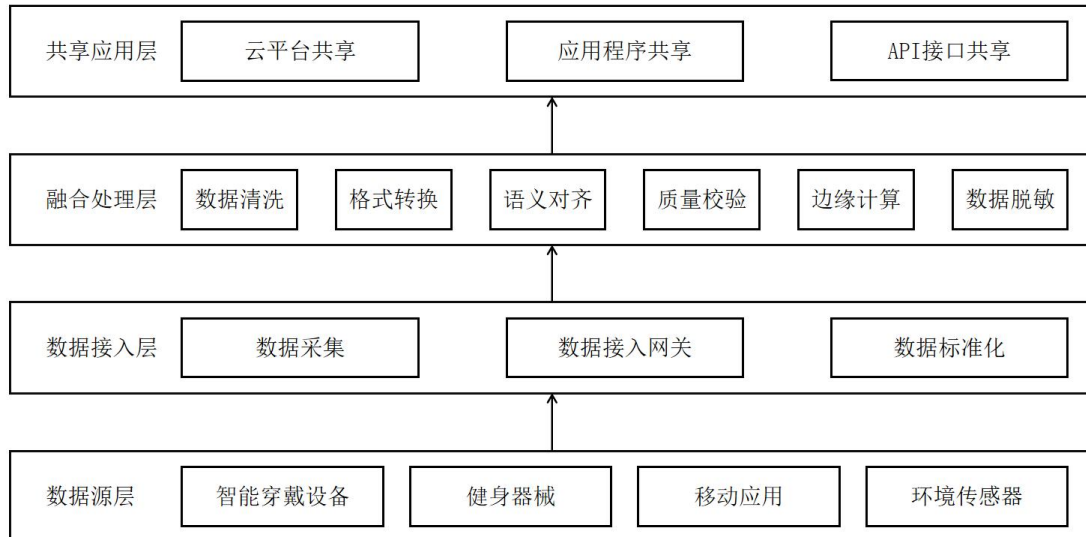 共享应用层 云平台共享 应用程序共享 API接口共享
融合处理层 数据清洗 格式转换 语义对齐 质量校验 边缘计算 数据脱敏
数据接入层 数据采集 数据接入网关 数据标准化
数据源层 智能穿戴设备 健身器械 移动应用 环境传感器